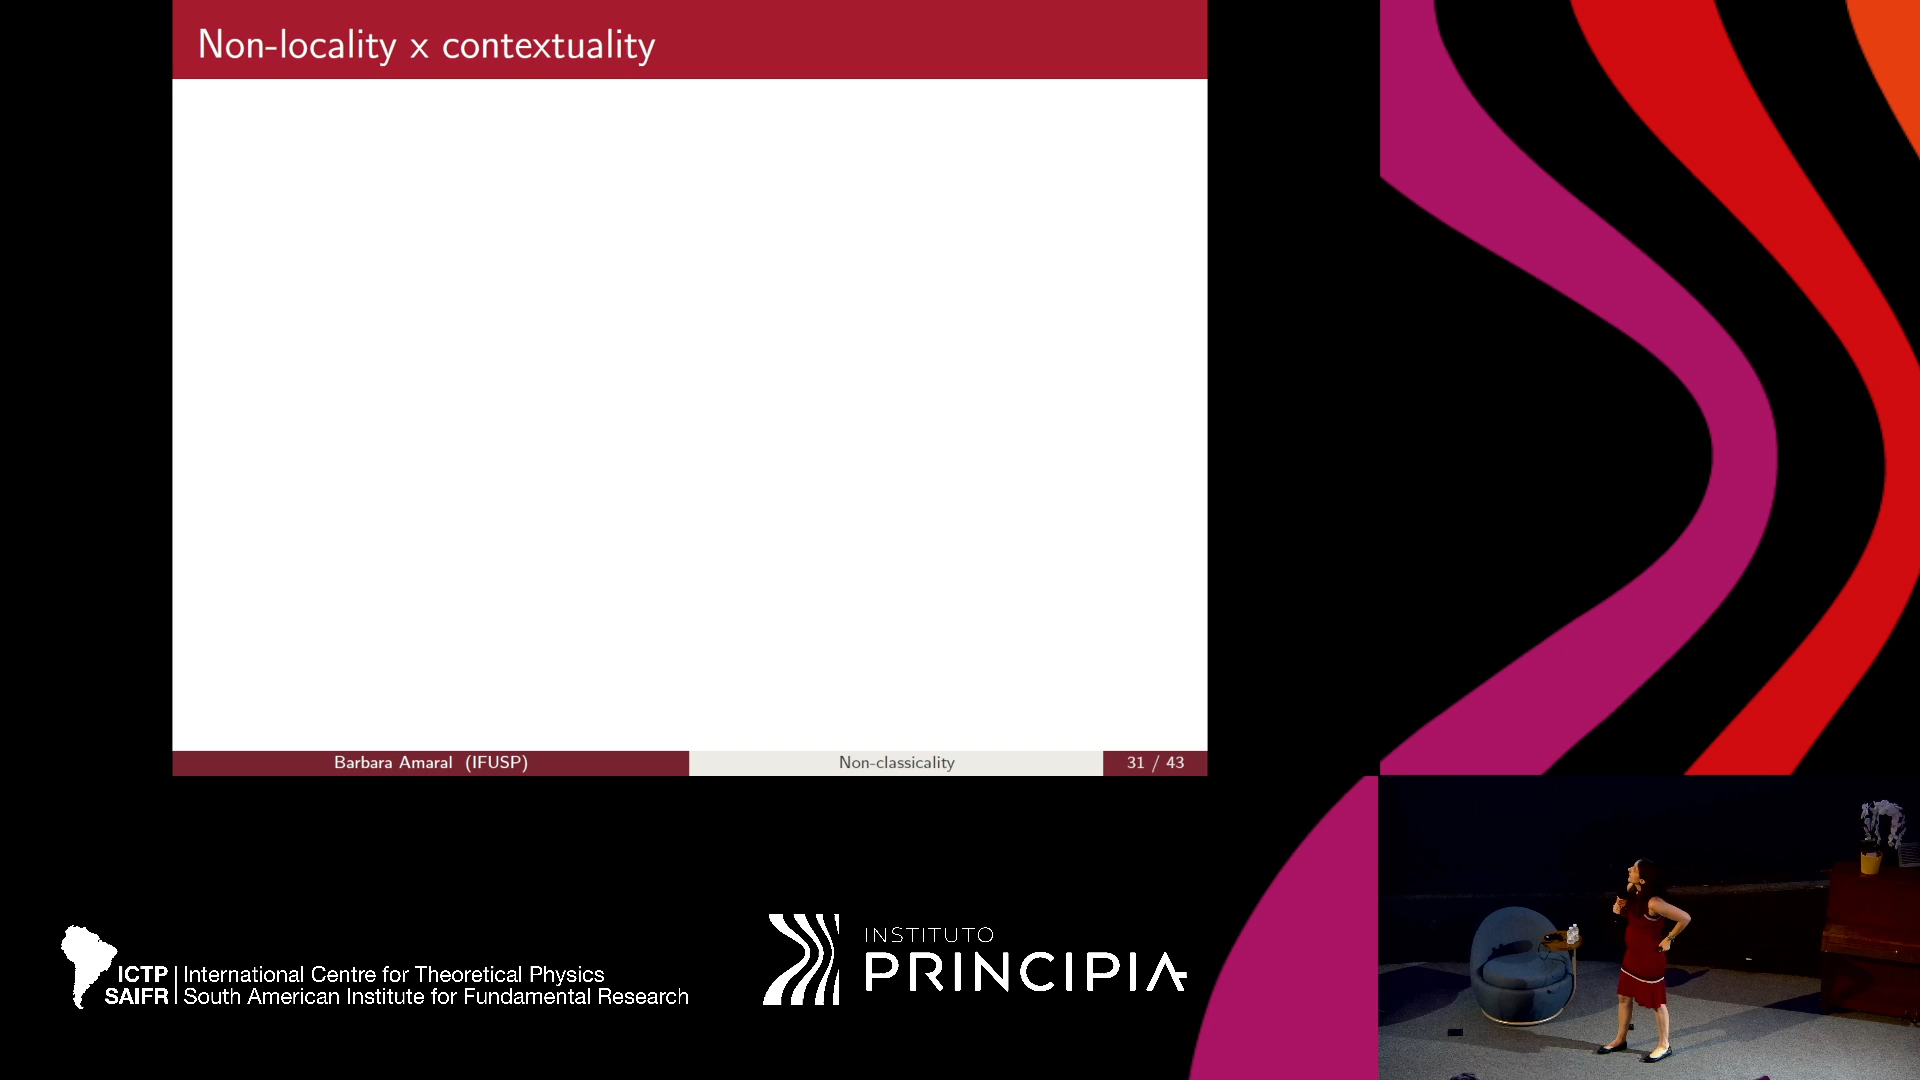 Non-locality x contextuality
Barbara Amaral (IFUSP)
Non-classicality
31 / 43
ICTP
SAIFR
International Centre for Theoretical Physics
South American Institute for Fundamental Research
INSTITUTO
PRINCIPIA